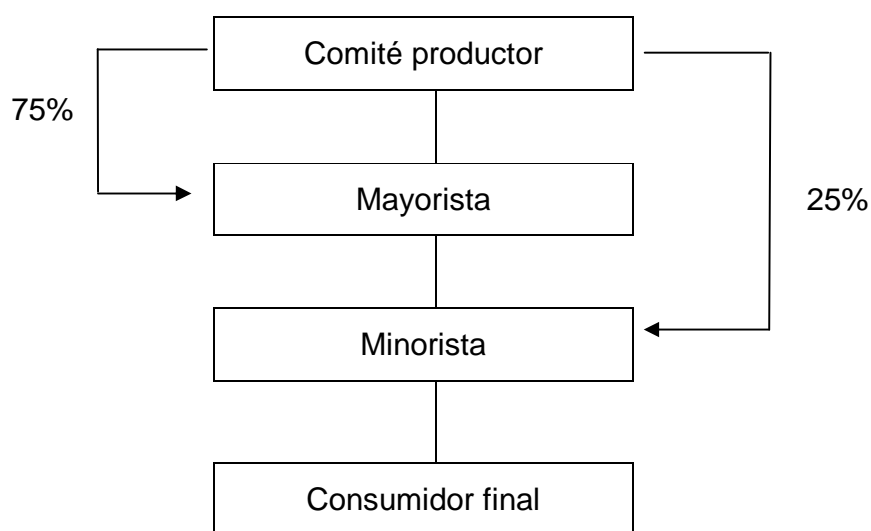 Comité productor
75%
Mayorista
25%
Minorista
Consumidor final